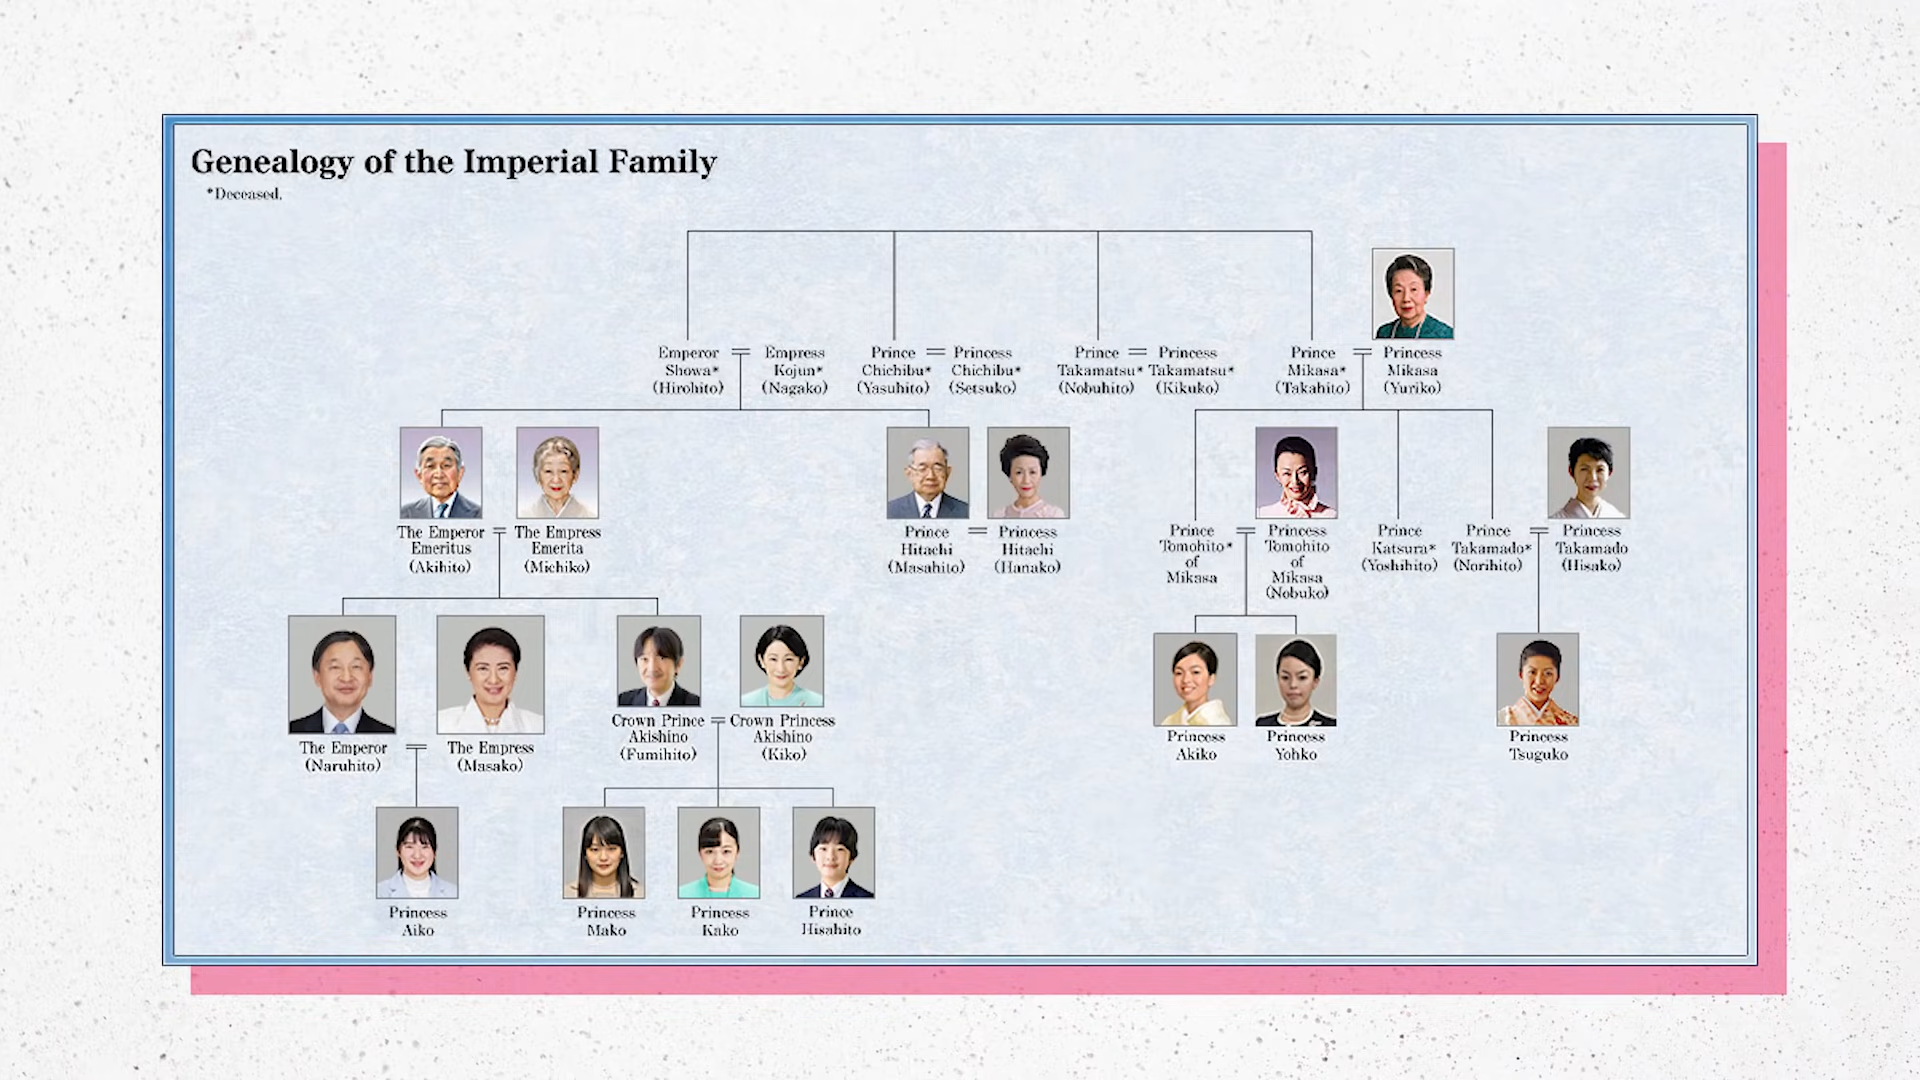 Genealogy of the Imperial Family
*Deceased.
Emperor
Showa*
(Hirohito)
Empress
Kojun*
(Nagako)
Prince
Chichibu*
(Yasuhito)
Princess
Chichibu*
(Setsuko)
Prince
Takamatsu*
(Nobuhito)
Princess
Takamatsu*
(Kikuko)
Prince
Mikasa*
(Takahito)
Princess
Mikasa
(Yuriko)
The Emperor
Emeritus
(Akihito)
The Empress
Emerita
(Michiko)
Prince
Hitachi
(Masahito)
Princess
Hitachi
(Hanako)
Prince
Tomohito*
of
Mikasa
Princess
Tomohito
of
Mikasa
(Nobuko)
Prince
Katsura*
(Yoshihito)
Prince
Takamado*
(Norihito)
Princess
Takamado
(Hisako)
The Emperor
(Naruhito)
The Empress
(Masako)
Crown Prince
Akishino
(Fumihito)
Crown Princess
Akishino
(Kiko)
Princess
Akiko
Princess
Yohko
Princess
Tsuguko
Princess
Aiko
Princess
Mako
Princess
Kako
Prince
Hisahito